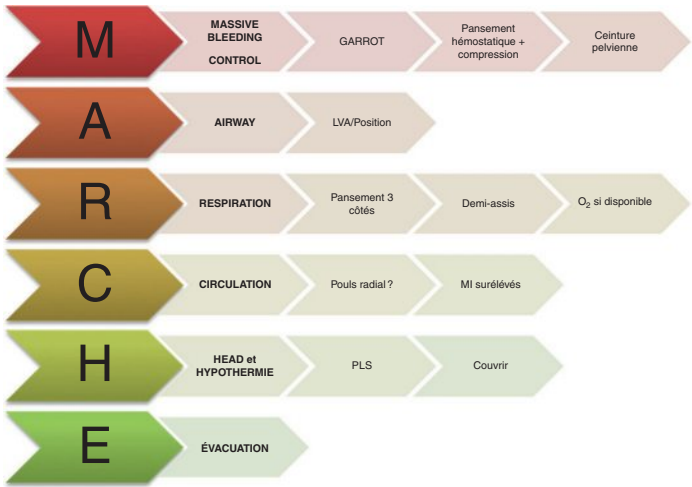 M
MASSIVE
BLEEDING
CONTROL
GARROT
Pansement
hémostatique +
compression
Ceinture
pelvienne
A
AIRWAY
LVA/Position
R
RESPIRATION
Pansement 3
côtés
Demi-assis
O₂ si disponible
C
CIRCULATION
Pouls radial ?
MI surélévés
H
HEAD et
HYPOTHERMIE
PLS
Couvrir
E
ÉVACUATION